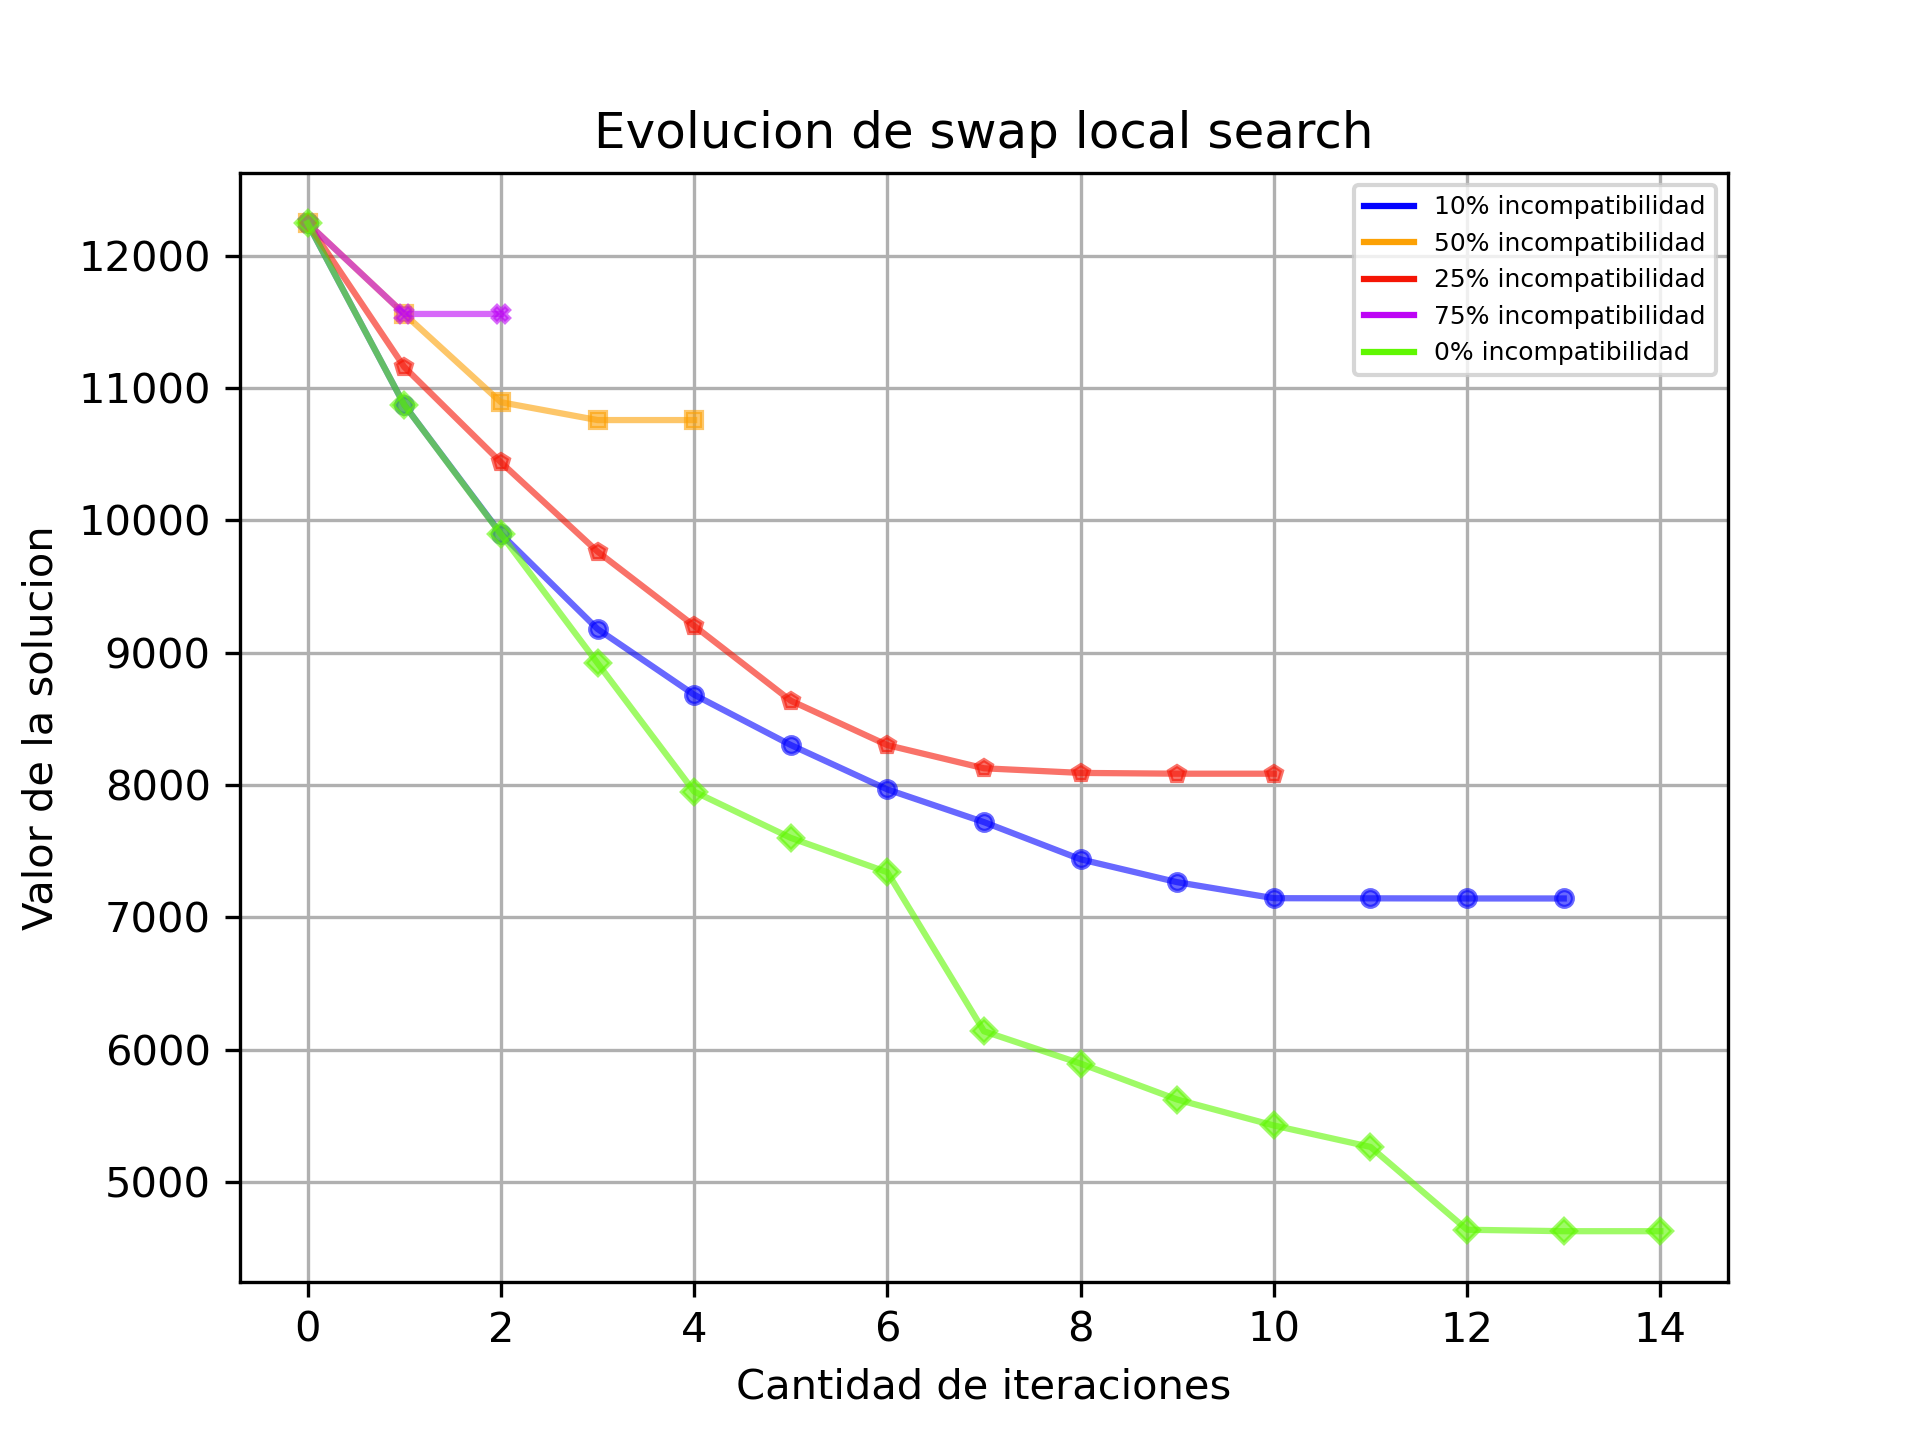 Evolucion de swap local search
10% incompatibilidad
50% incompatibilidad
25% incompatibilidad
75% incompatibilidad
0% incompatibilidad
Valor de la solucion
12000
11000
10000
9000
8000
7000
6000
5000
0 2 4 6 8 10 12 14
Cantidad de iteraciones